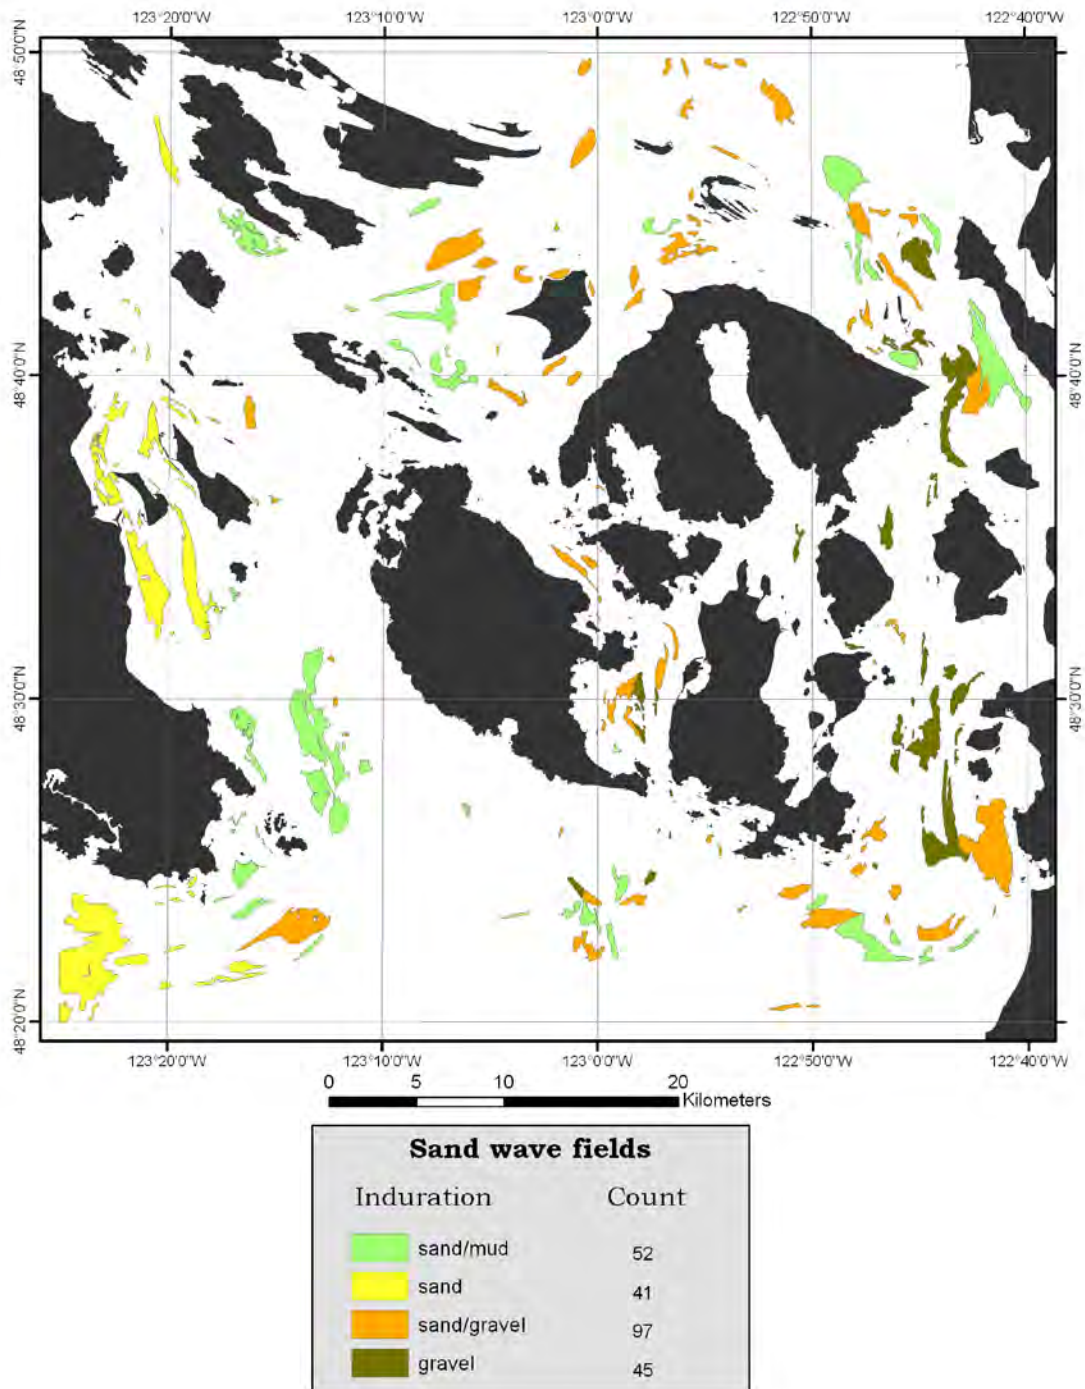 123°20'0"W 123°10'0"W 123°0'0"W 122°50'0"W 122°40'0"W
48°50'0"N
48°40'0"N 48°40'0"N
48°30'0"N 48°30'0"N
48°20'0"N
123°20'0"W 123°10'0"W 123°0'0"W 122°50'0"W 122°40'0"W
0 5 10 20
Kilometers
Sand wave fields
Induration Count
sand/mud 52
sand 41
sand/gravel 97
gravel 45